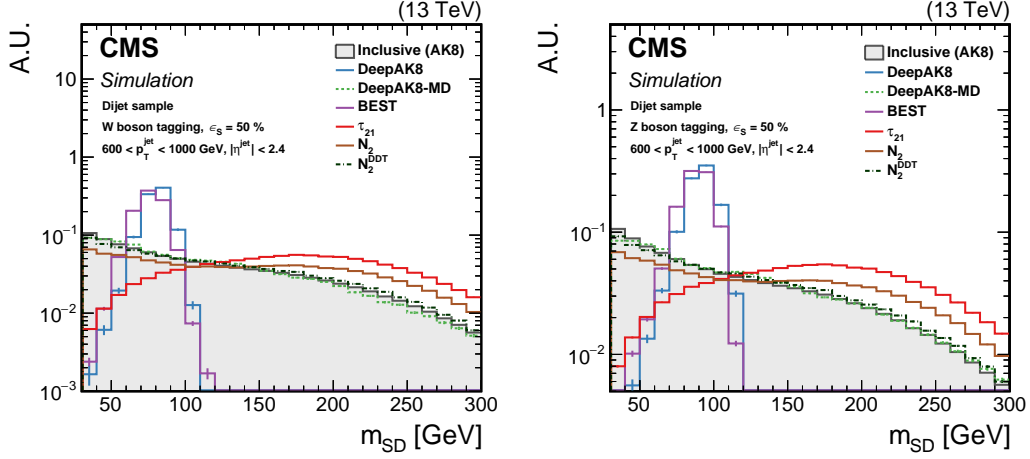 (13 TeV)
A.U.
CMS
Simulation
Dijet sample
W boson tagging, ε_S = 50 %
600 < p_T^jet < 1000 GeV, |η^jet| < 2.4
Inclusive (AK8)
DeepAK8
DeepAK8-MD
BEST
τ_21
N_2
N_2^DDT
10
1
10^−1
10^−2
10^−3
50 100 150 200 250 300
m_SD [GeV]
(13 TeV)
A.U.
CMS
Simulation
Dijet sample
Z boson tagging, ε_S = 50 %
600 < p_T^jet < 1000 GeV, |η^jet| < 2.4
Inclusive (AK8)
DeepAK8
DeepAK8-MD
BEST
τ_21
N_2
N_2^DDT
1
10^−1
10^−2
50 100 150 200 250 300
m_SD [GeV]